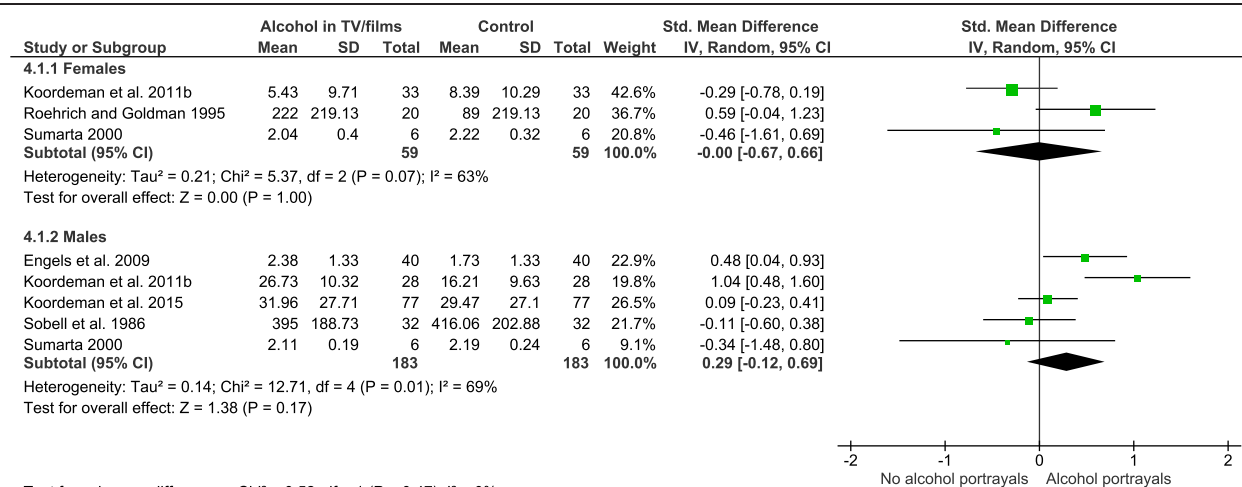 Alcohol in TV/films Control Std. Mean Difference Std. Mean Difference
Study or Subgroup Mean SD Total Mean SD Total Weight IV, Random, 95% CI IV, Random, 95% CI
4.1.1 Females
Koordeman et al. 2011b 5.43 9.71 33 8.39 10.29 33 42.6% -0.29 [-0.78, 0.19]
Roehrich and Goldman 1995 222 219.13 20 89 219.13 20 36.7% 0.59 [-0.04, 1.23]
Sumarta 2000 2.04 0.4 6 2.22 0.32 6 20.8% -0.46 [-1.61, 0.69]
Subtotal (95% CI) 59 59 100.0% -0.00 [-0.67, 0.66]
Heterogeneity: Tau² = 0.21; Chi² = 5.37, df = 2 (P = 0.07); I² = 63%
Test for overall effect: Z = 0.00 (P = 1.00)
4.1.2 Males
Engels et al. 2009 2.38 1.33 40 1.73 1.33 40 22.9% 0.48 [0.04, 0.93]
Koordeman et al. 2011b 26.73 10.32 28 16.21 9.63 28 19.8% 1.04 [0.48, 1.60]
Koordeman et al. 2015 31.96 27.71 77 29.47 27.1 77 26.5% 0.09 [-0.23, 0.41]
Sobell et al. 1986 395 188.73 32 416.06 202.88 32 21.7% -0.11 [-0.60, 0.38]
Sumarta 2000 2.11 0.19 6 2.19 0.24 6 9.1% -0.34 [-1.48, 0.80]
Subtotal (95% CI) 183 183 100.0% 0.29 [-0.12, 0.69]
Heterogeneity: Tau² = 0.14; Chi² = 12.71, df = 4 (P = 0.01); I² = 69%
Test for overall effect: Z = 1.38 (P = 0.17)
-2 -1 0 1 2
No alcohol portrayals Alcohol portrayals